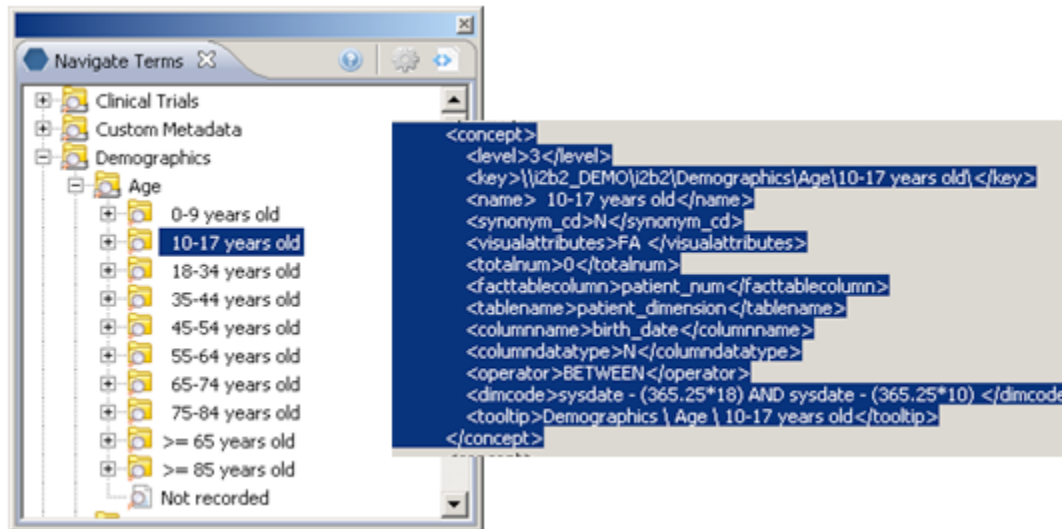 Navigate Terms
Clinical Trials
Custom Metadata
Demographics
Age
0-9 years old
10-17 years old
18-34 years old
35-44 years old
45-54 years old
55-64 years old
65-74 years old
75-84 years old
>= 65 years old
>= 85 years old
Not recorded
<concept>
<level>3</level>
<key>\\i2b2_DEMO\i2b2\Demographics\Age\10-17 years old\</key>
<name>  10-17 years old</name>
<synonym_cd>N</synonym_cd>
<visualattributes>FA </visualattributes>
<totalnum>0</totalnum>
<facttablecolumn>patient_num</facttablecolumn>
<tablename>patient_dimension</tablename>
<columnname>birth_date</columnname>
<columndatatype>N</columndatatype>
<operator>BETWEEN</operator>
<dimcode>sysdate - (365.25*18) AND sysdate - (365.25*10) </dimcode
<tooltip>Demographics \ Age \ 10-17 years old</tooltip>
</concept>